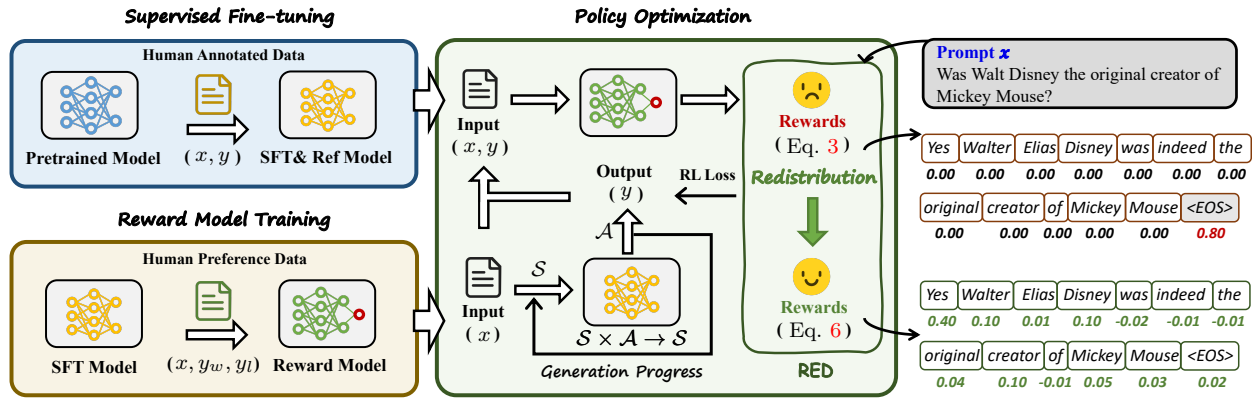 Supervised Fine-tuning
Human Annotated Data
Pretrained Model
(x, y)
SFT& Ref Model
Reward Model Training
Human Preference Data
SFT Model
(x, y_w, y_l)
Reward Model
Policy Optimization
Input
(x, y)
Output
(y)
RL Loss
A
S
Input
(x)
S × A → S
Generation Progress
Rewards
(Eq. 3)
Redistribution
Rewards
(Eq. 6)
RED
Prompt x
Was Walt Disney the original creator of
Mickey Mouse?
Yes Walter Elias Disney was indeed the
0.00 0.00 0.00 0.00 0.00 0.00 0.00
original creator of Mickey Mouse <EOS>
0.00 0.00 0.00 0.00 0.00 0.80
Yes Walter Elias Disney was indeed the
0.40 0.10 0.01 0.10 -0.02 -0.01 -0.01
original creator of Mickey Mouse <EOS>
0.04 0.10 -0.01 0.05 0.03 0.02